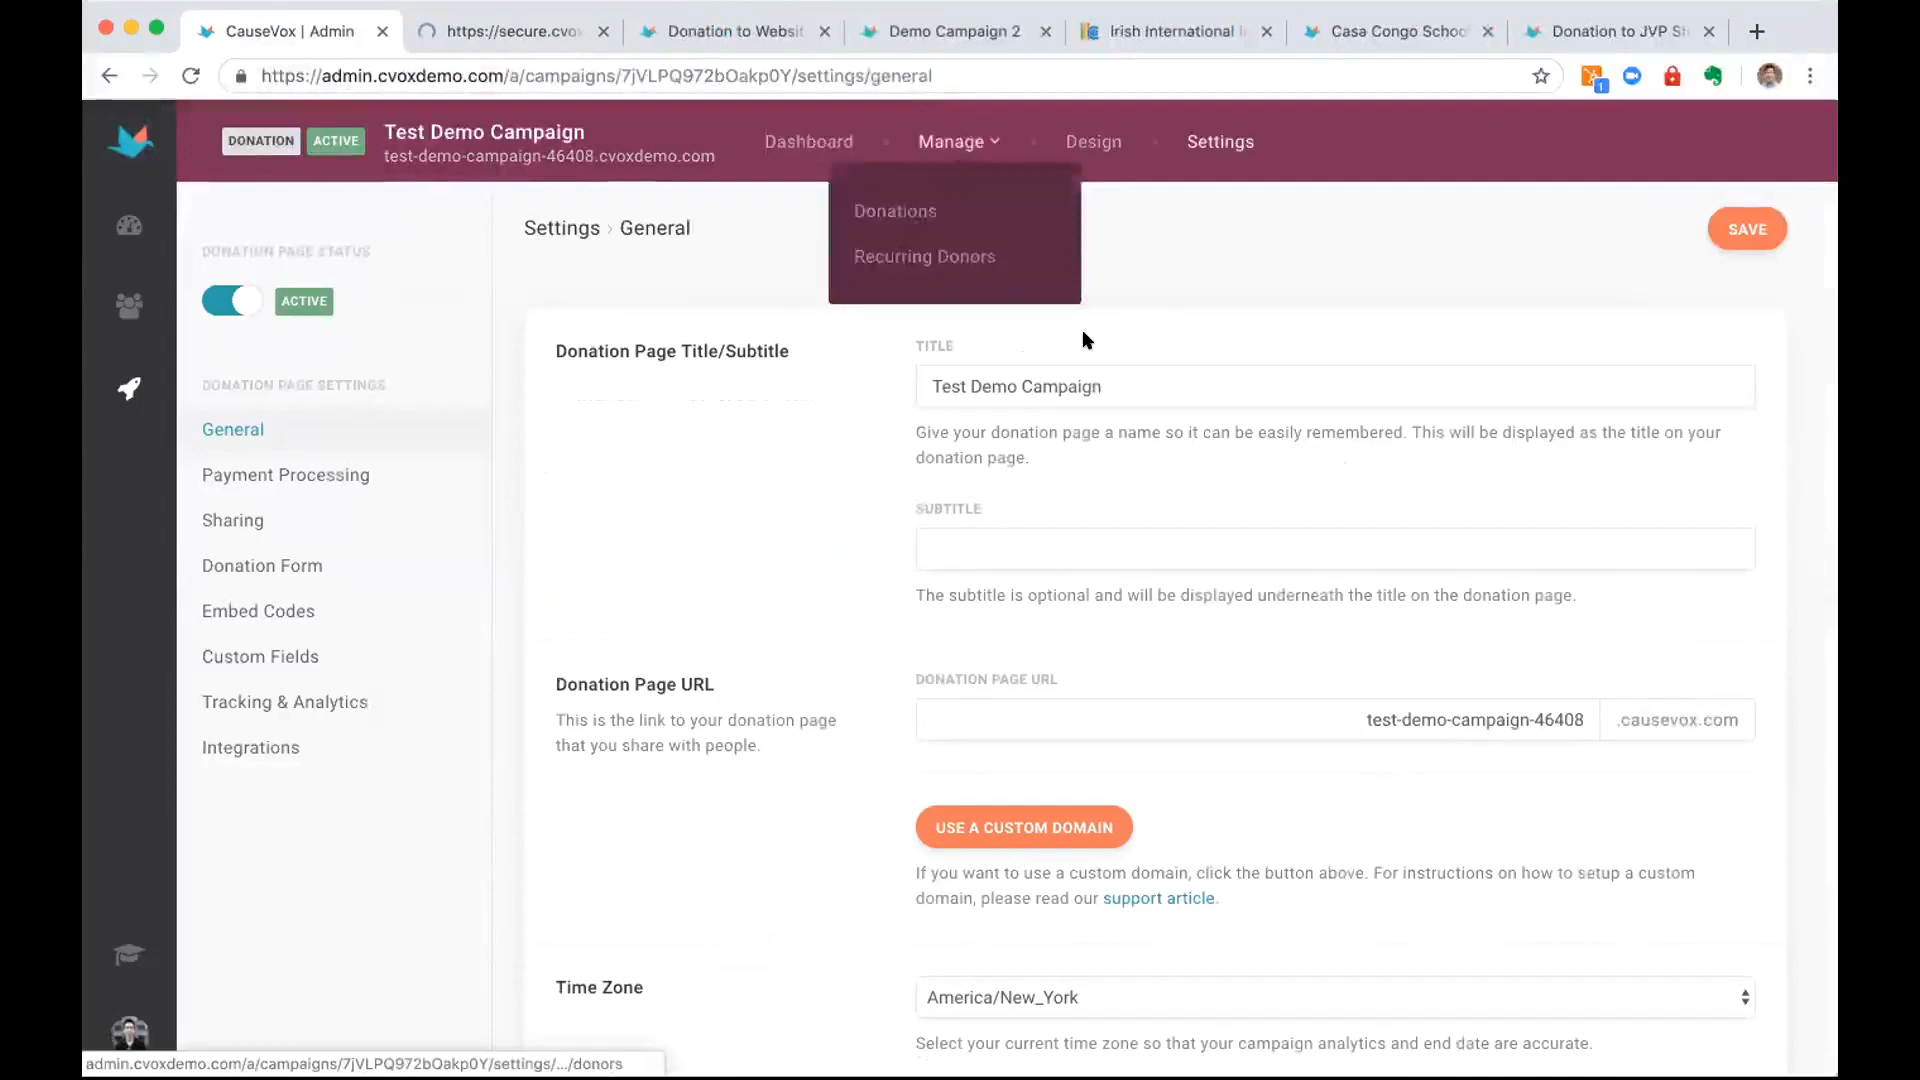 CauseVox | Admin
https://secure.cvo
Donation to Websit
Demo Campaign 2
Irish International I
Casa Congo Schoo
Donation to JVP St
https://admin.cvoxdemo.com/a/campaigns/7jVLPQ972bOakp0Y/settings/general
1
DONATION
ACTIVE
Test Demo Campaign
test-demo-campaign-46408.cvoxdemo.com
Dashboard
Manage
Design
Settings
Donations
Recurring Donors
DONATION PAGE STATUS
ACTIVE
DONATION PAGE SETTINGS
General
Payment Processing
Sharing
Donation Form
Embed Codes
Custom Fields
Tracking & Analytics
Integrations
Settings › General
SAVE
Donation Page Title/Subtitle
TITLE
Test Demo Campaign
Give your donation page a name so it can be easily remembered. This will be displayed as the title on your
donation page.
SUBTITLE
The subtitle is optional and will be displayed underneath the title on the donation page.
Donation Page URL
This is the link to your donation page
that you share with people.
DONATION PAGE URL
test-demo-campaign-46408
.causevox.com
USE A CUSTOM DOMAIN
If you want to use a custom domain, click the button above. For instructions on how to setup a custom
domain, please read our support article.
Time Zone
America/New_York
Select your current time zone so that your campaign analytics and end date are accurate.
admin.cvoxdemo.com/a/campaigns/7jVLPQ972bOakp0Y/settings/.../donors